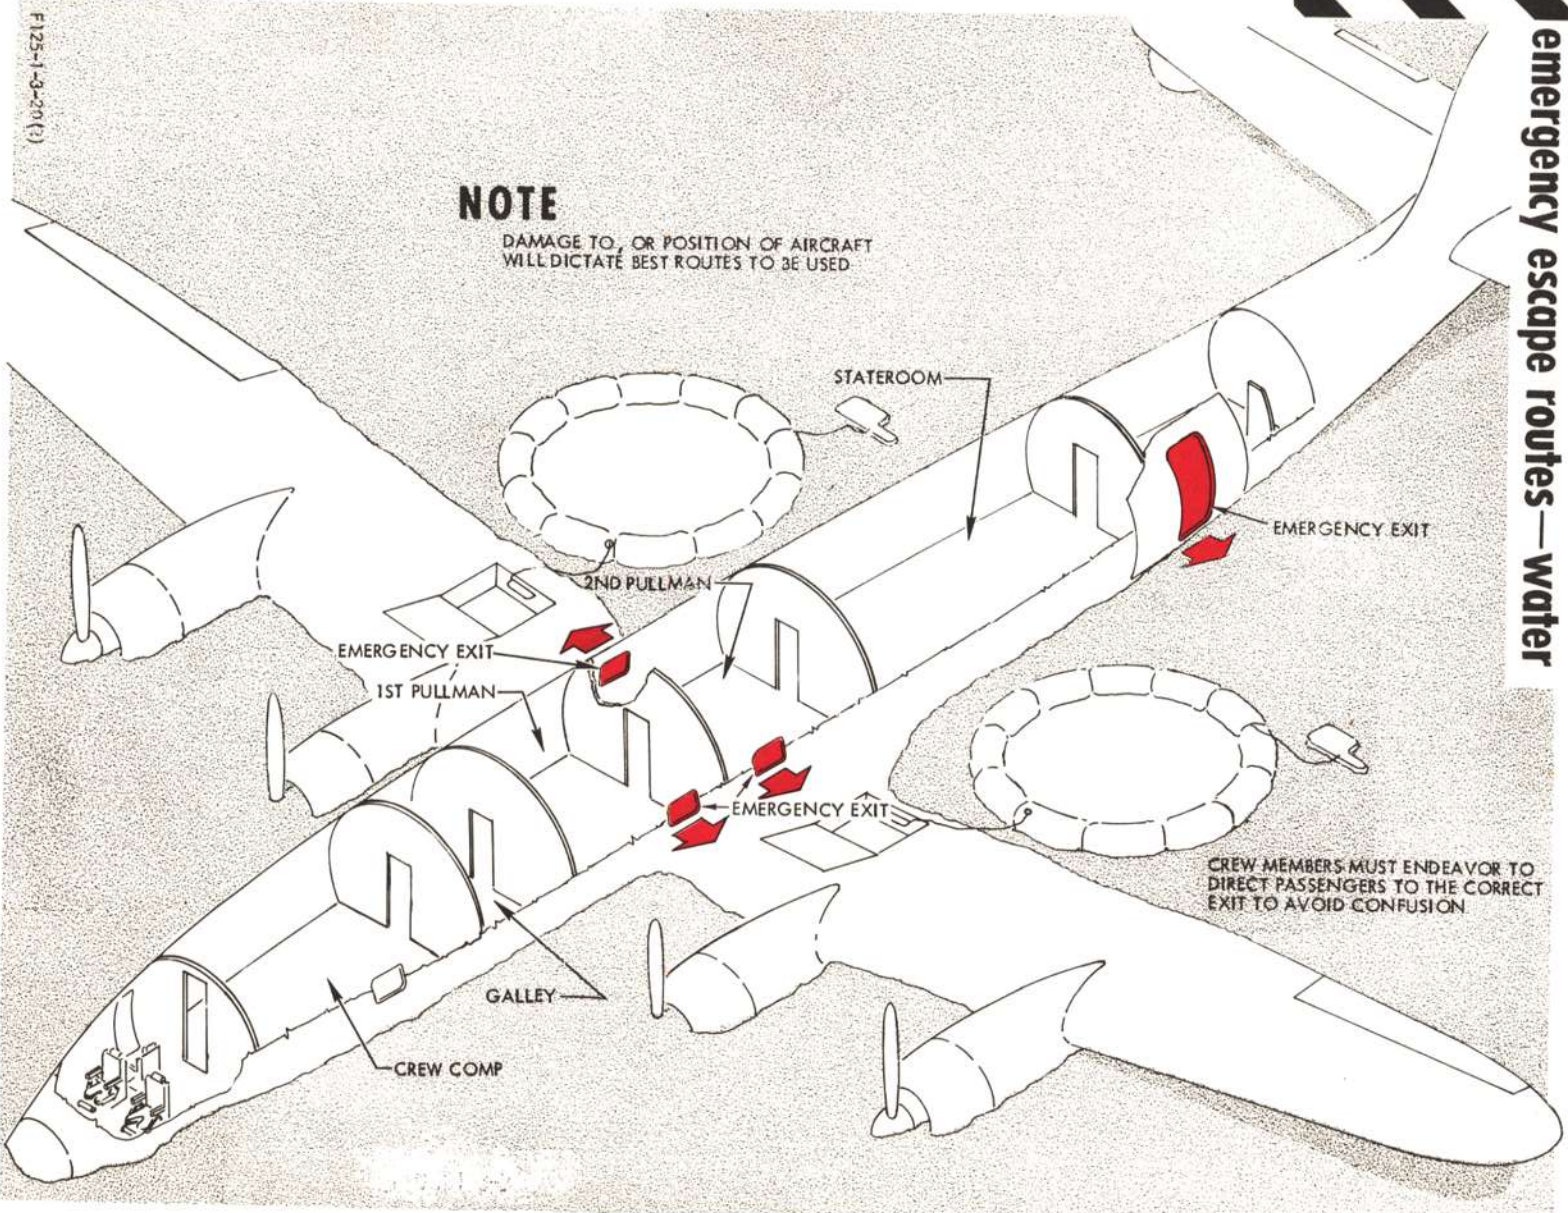 emergency escape routes—water
F125-1-3-20(2)
NOTE
DAMAGE TO, OR POSITION OF AIRCRAFT
WILL DICTATE BEST ROUTES TO BE USED
STATEROOM
EMERGENCY EXIT
2ND PULLMAN
EMERGENCY EXIT
1ST PULLMAN
EMERGENCY EXIT
CREW MEMBERS MUST ENDEAVOR TO
DIRECT PASSENGERS TO THE CORRECT
EXIT TO AVOID CONFUSION
GALLEY
CREW COMP